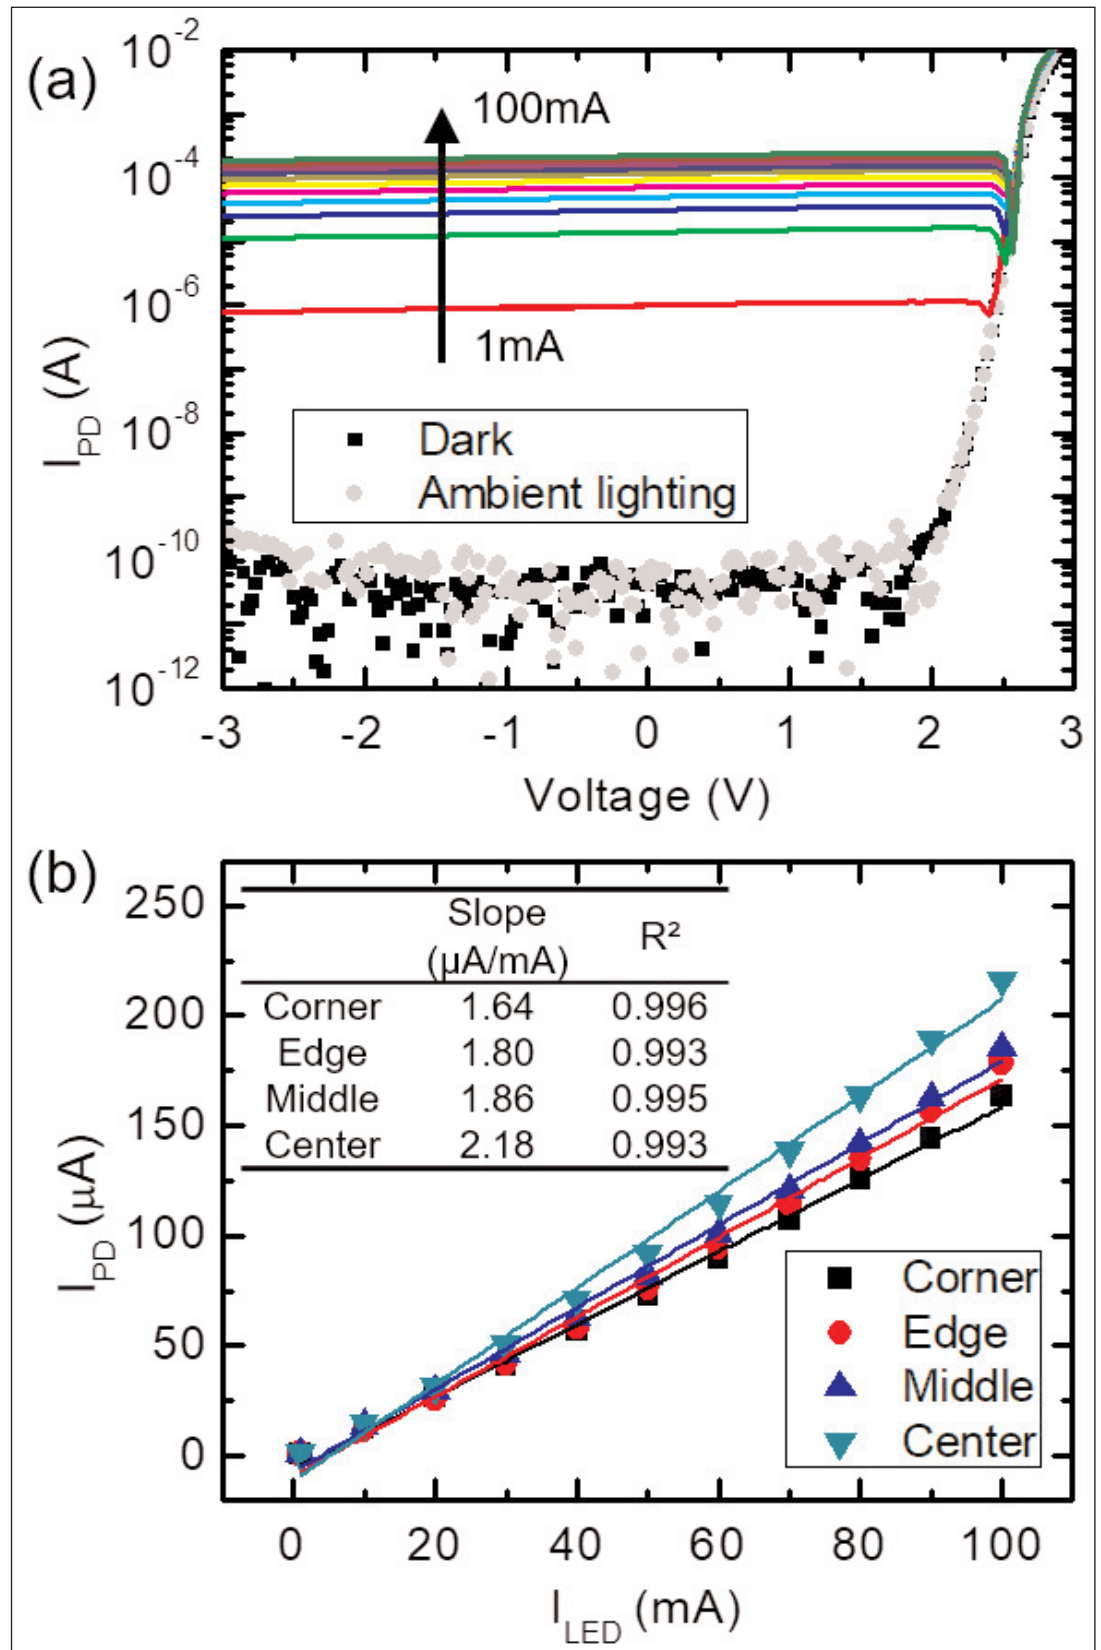 (a)
10⁻²
10⁻⁴
10⁻⁶
10⁻⁸
10⁻¹⁰
10⁻¹²
I_PD (A)
100mA
1mA
Dark
Ambient lighting
-3 -2 -1 0 1 2 3
Voltage (V)
(b)
250
200
150
100
50
0
I_PD (µA)
Slope
(µA/mA) R²
Corner 1.64 0.996
Edge 1.80 0.993
Middle 1.86 0.995
Center 2.18 0.993
Corner
Edge
Middle
Center
0 20 40 60 80 100
I_LED (mA)